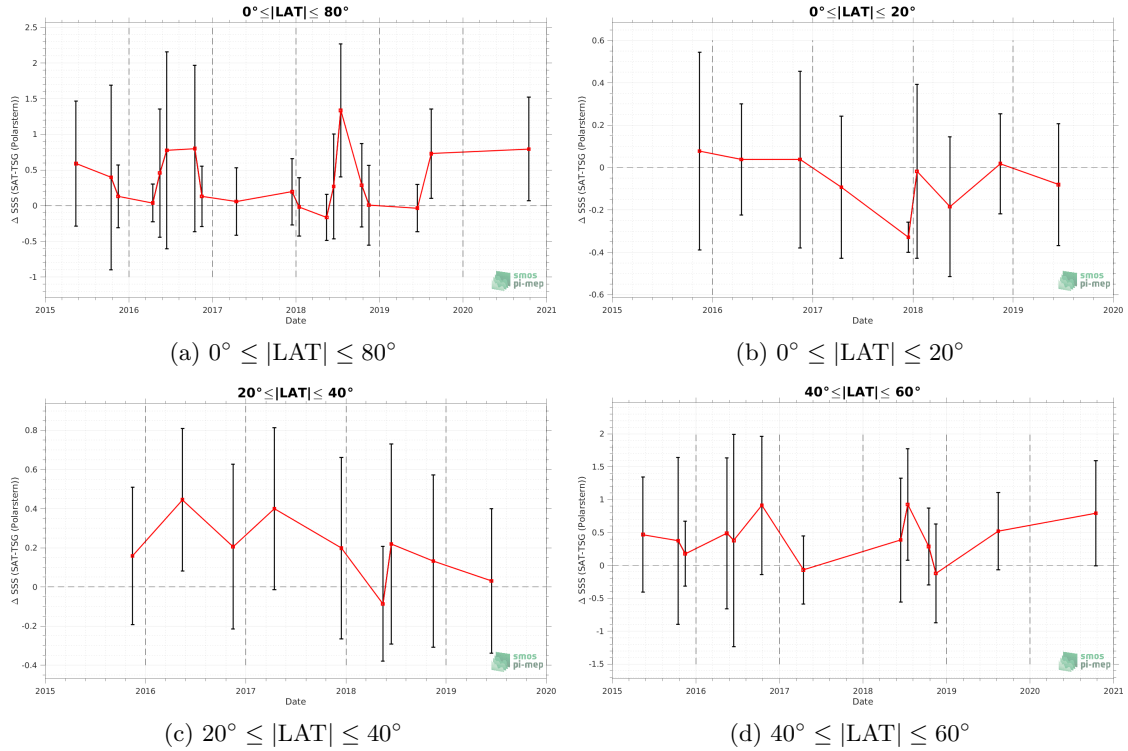 0°≤|LAT|≤ 80°
Δ SSS (SAT-TSG (Polarstern))
2.5
2
1.5
1
0.5
0
-0.5
-1
2015 2016 2017 2018 2019 2020 2021
Date
smos
pi-mep
(a) 0° ≤ |LAT| ≤ 80°
0°≤|LAT|≤ 20°
Δ SSS (SAT-TSG (Polarstern))
0.6
0.4
0.2
0
-0.2
-0.4
-0.6
2015 2016 2017 2018 2019 2020
Date
smos
pi-mep
(b) 0° ≤ |LAT| ≤ 20°
20°≤|LAT|≤ 40°
Δ SSS (SAT-TSG (Polarstern))
0.8
0.6
0.4
0.2
0
-0.2
-0.4
2015 2016 2017 2018 2019 2020
Date
smos
pi-mep
(c) 20° ≤ |LAT| ≤ 40°
40°≤|LAT|≤ 60°
Δ SSS (SAT-TSG (Polarstern))
2
1.5
1
0.5
0
-0.5
-1
-1.5
2015 2016 2017 2018 2019 2020 2021
Date
smos
pi-mep
(d) 40° ≤ |LAT| ≤ 60°